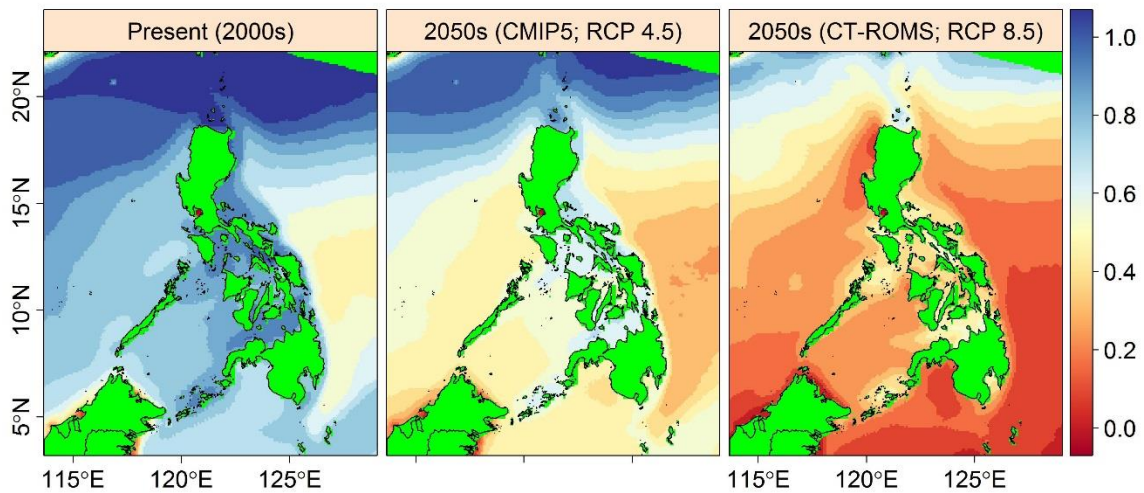 Present (2000s)
2050s (CMIP5; RCP 4.5)
2050s (CT-ROMS; RCP 8.5)
20°N
15°N
10°N
5°N
115°E
120°E
125°E
115°E
120°E
125°E
1.0
0.8
0.6
0.4
0.2
0.0